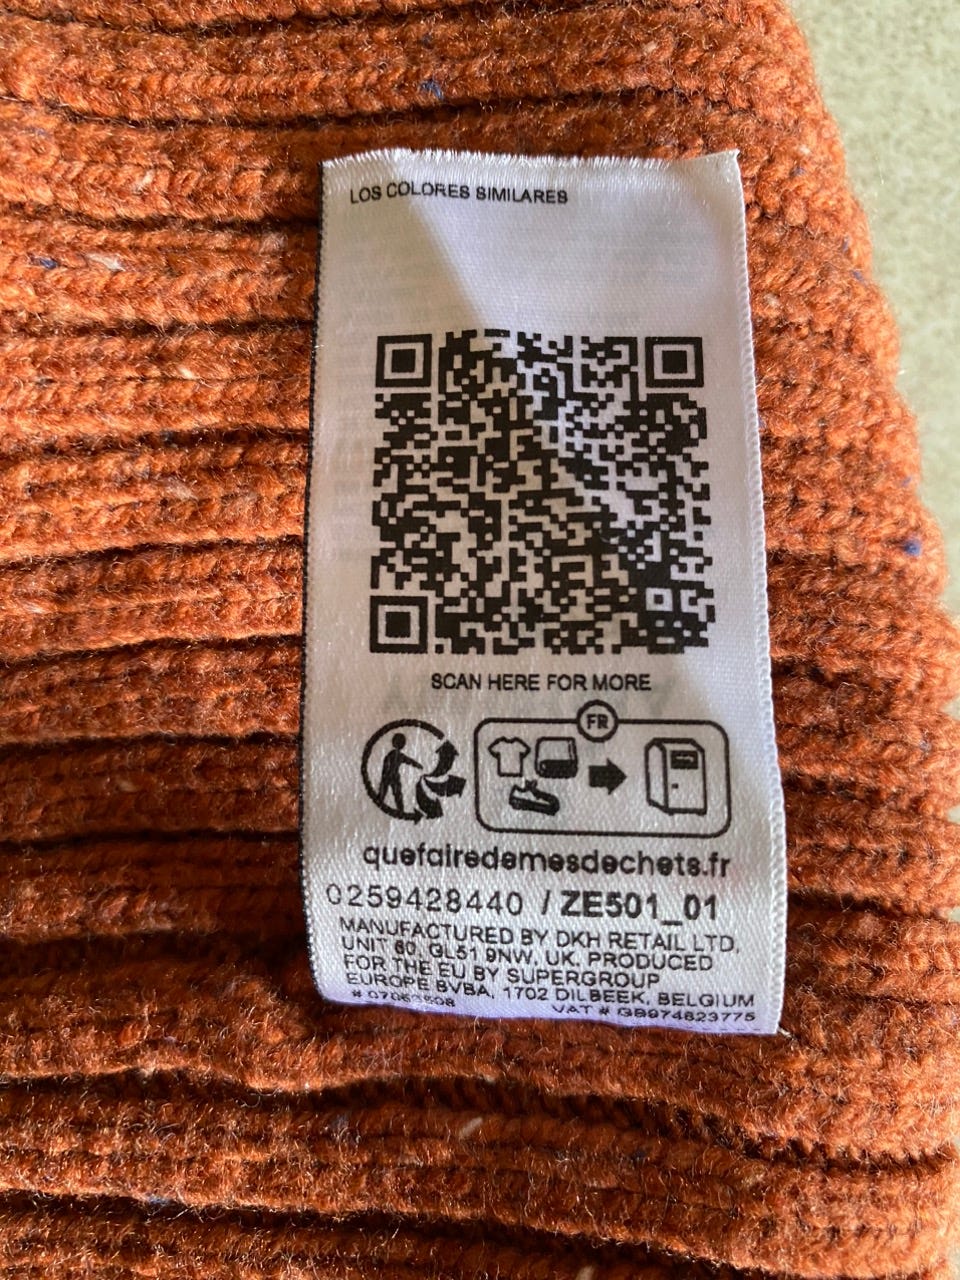 LOS COLORES SIMILARES
SCAN HERE FOR MORE
FR
quefairedemesdechets.fr
0259428440 / ZE501_01
MANUFACTURED BY DKH RETAIL LTD,
UNIT 60, GL51 9NW, UK. PRODUCED
FOR THE EU BY SUPERGROUP
EUROPE BVBA, 1702 DILBEEK, BELGIUM
VAT # GB974823775